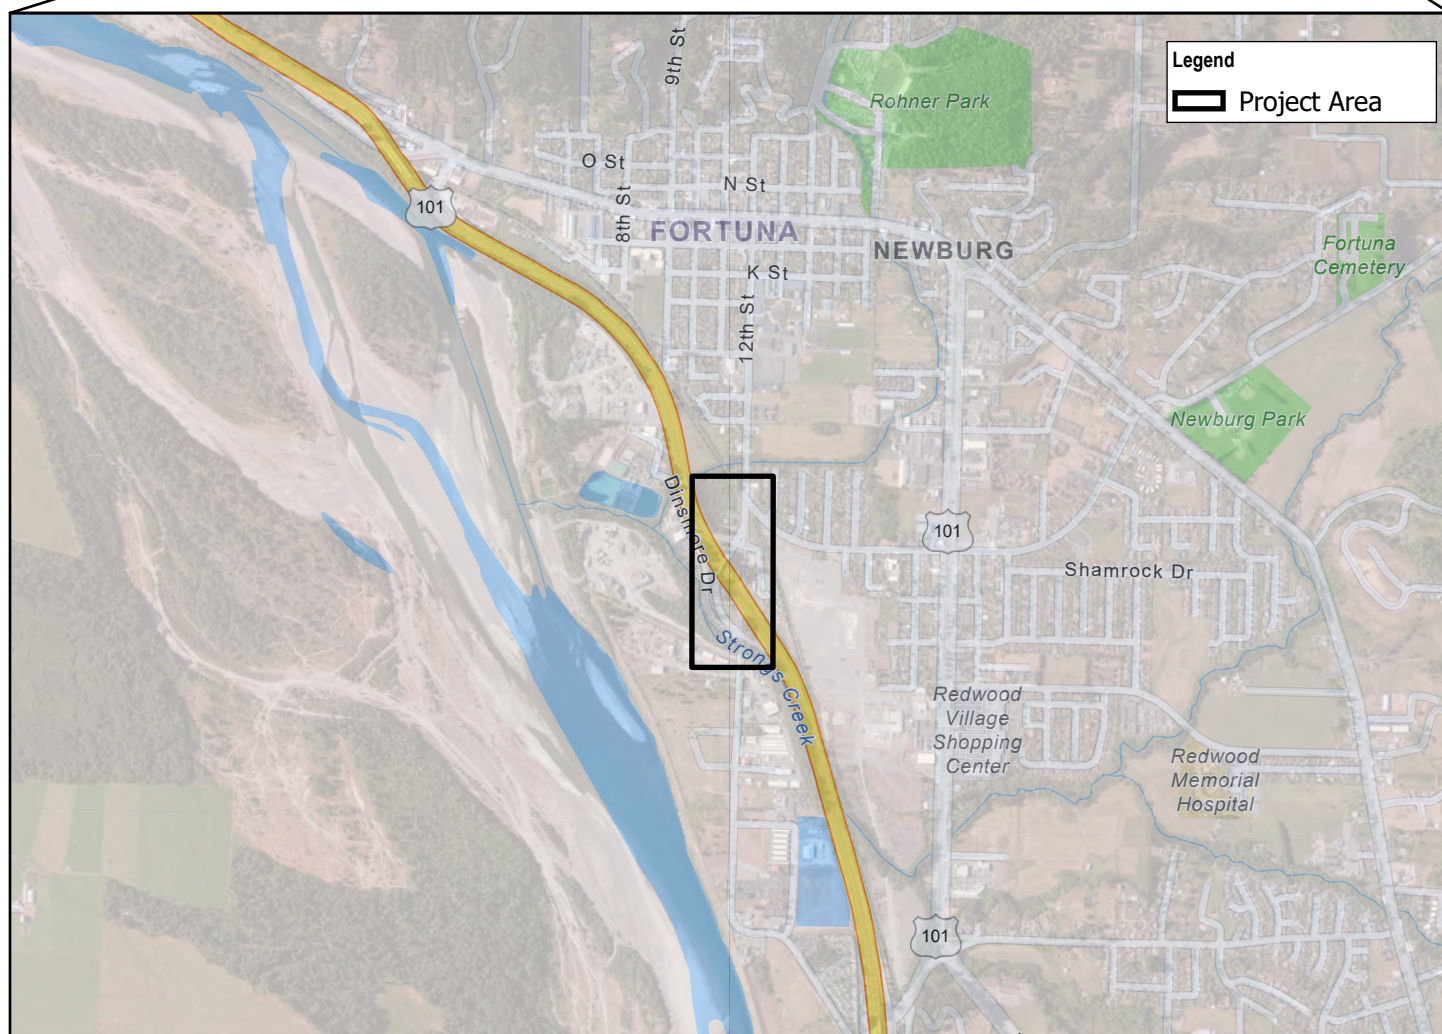 Legend
Project Area
9th St
Rohner Park
O St
N St
8th St
101
FORTUNA
NEWBURG
Fortuna
Cemetery
K St
12th St
Newburg Park
Dinsmore Dr
101
Shamrock Dr
Strongs Creek
Redwood
Village
Shopping
Center
Redwood
Memorial
Hospital
101